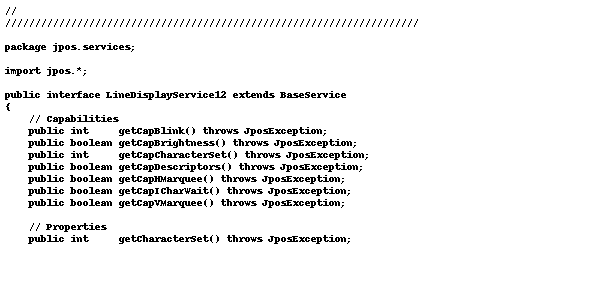 //
/////////////////////////////////////////////////////////////////////
package jpos.services;
import jpos.*;
public interface LineDisplayService12 extends BaseService
{
// Capabilities
public int     getCapBlink() throws JposException;
public boolean getCapBrightness() throws JposException;
public int     getCapCharacterSet() throws JposException;
public boolean getCapDescriptors() throws JposException;
public boolean getCapHMarquee() throws JposException;
public boolean getCapICharWait() throws JposException;
public boolean getCapVMarquee() throws JposException;
// Properties
public int     getCharacterSet() throws JposException;